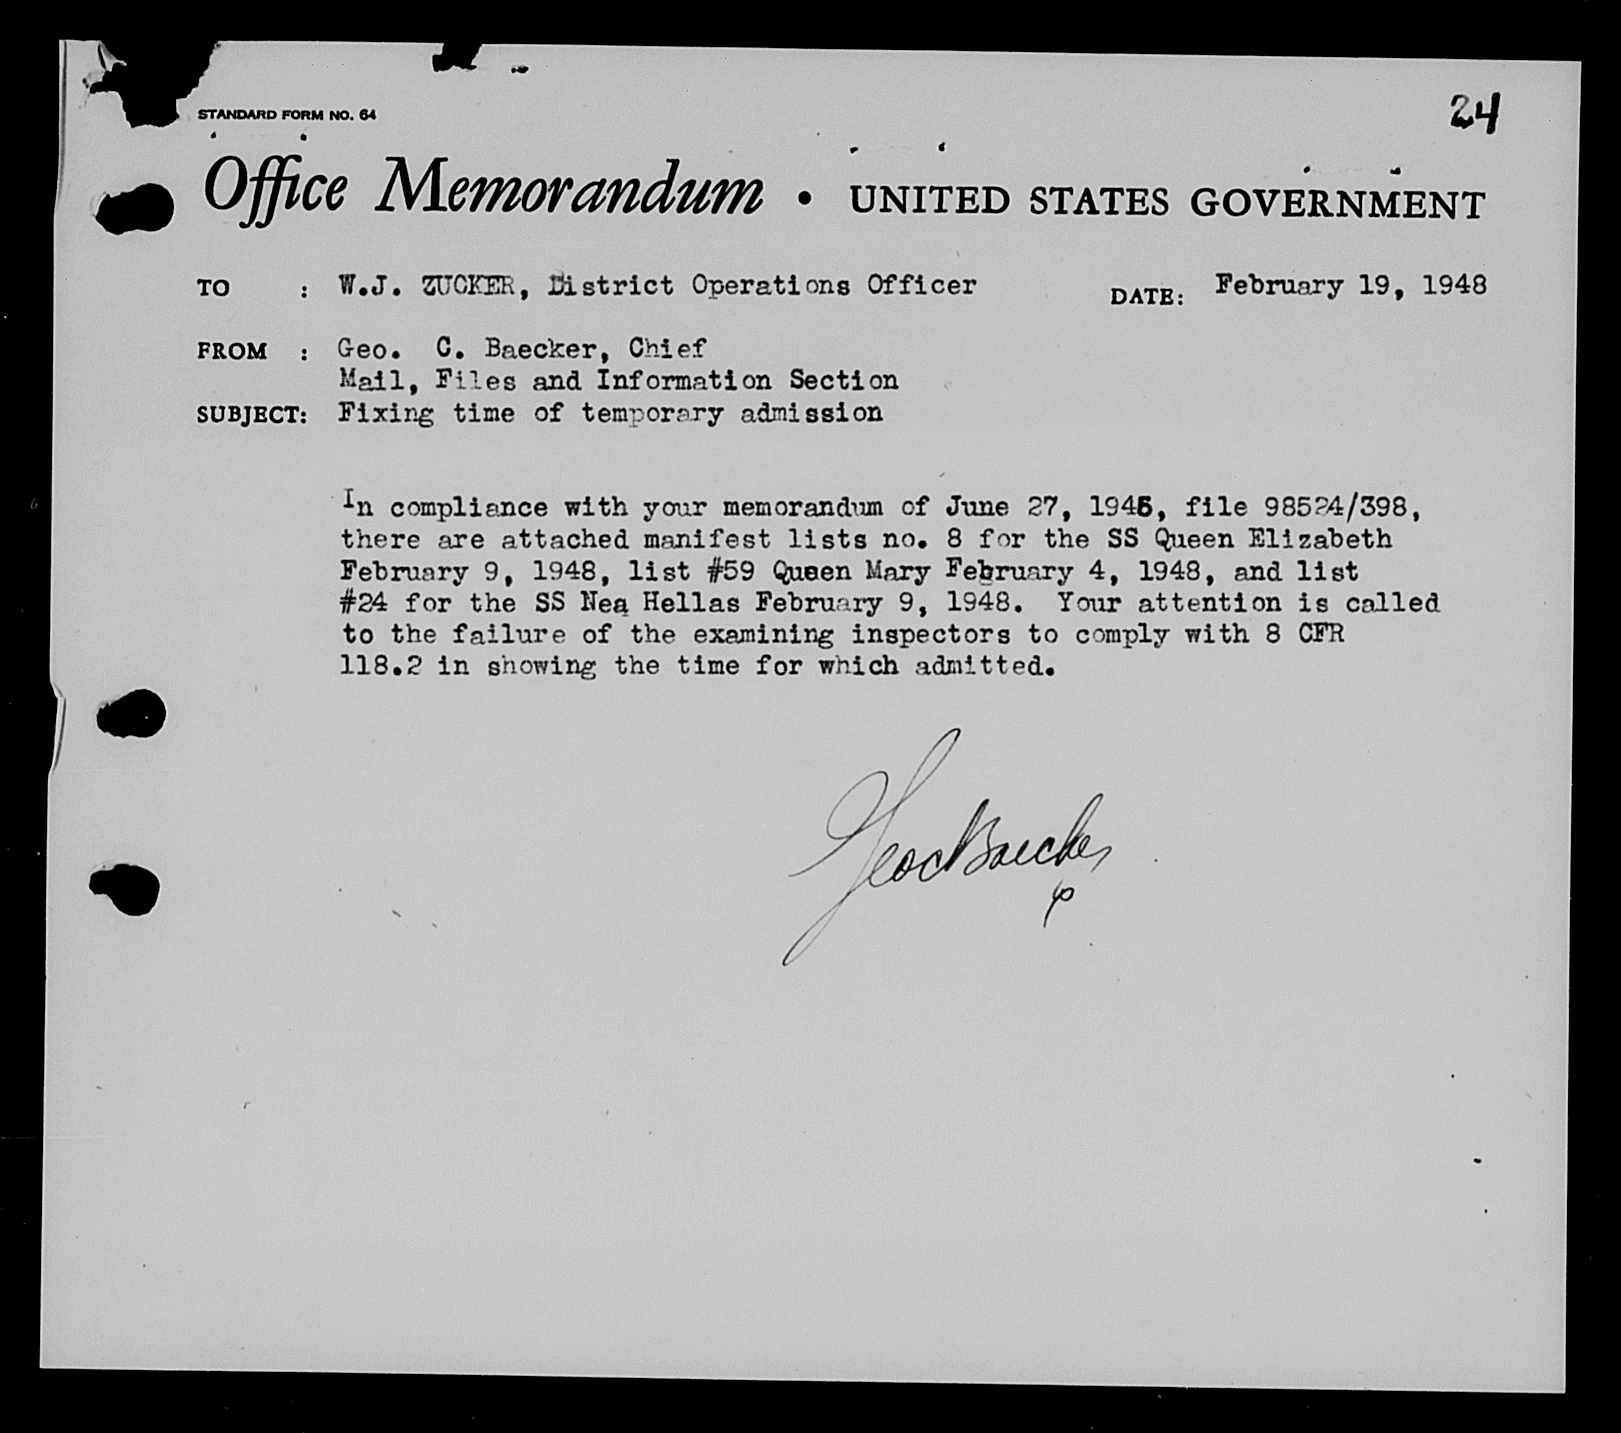 STANDARD FORM NO. 64
24
Office Memorandum • UNITED STATES GOVERNMENT
TO : W.J. ZUCKER, District Operations Officer
DATE: February 19, 1948
FROM : Geo. C. Baecker, Chief
Mail, Files and Information Section
SUBJECT: Fixing time of temporary admission
In compliance with your memorandum of June 27, 1945, file 98524/398,
there are attached manifest lists no. 8 for the SS Queen Elizabeth
February 9, 1948, list #59 Queen Mary February 4, 1948, and list
#24 for the SS Nea Hellas February 9, 1948. Your attention is called
to the failure of the examining inspectors to comply with 8 CFR
118.2 in showing the time for which admitted.
Geo C Baecker